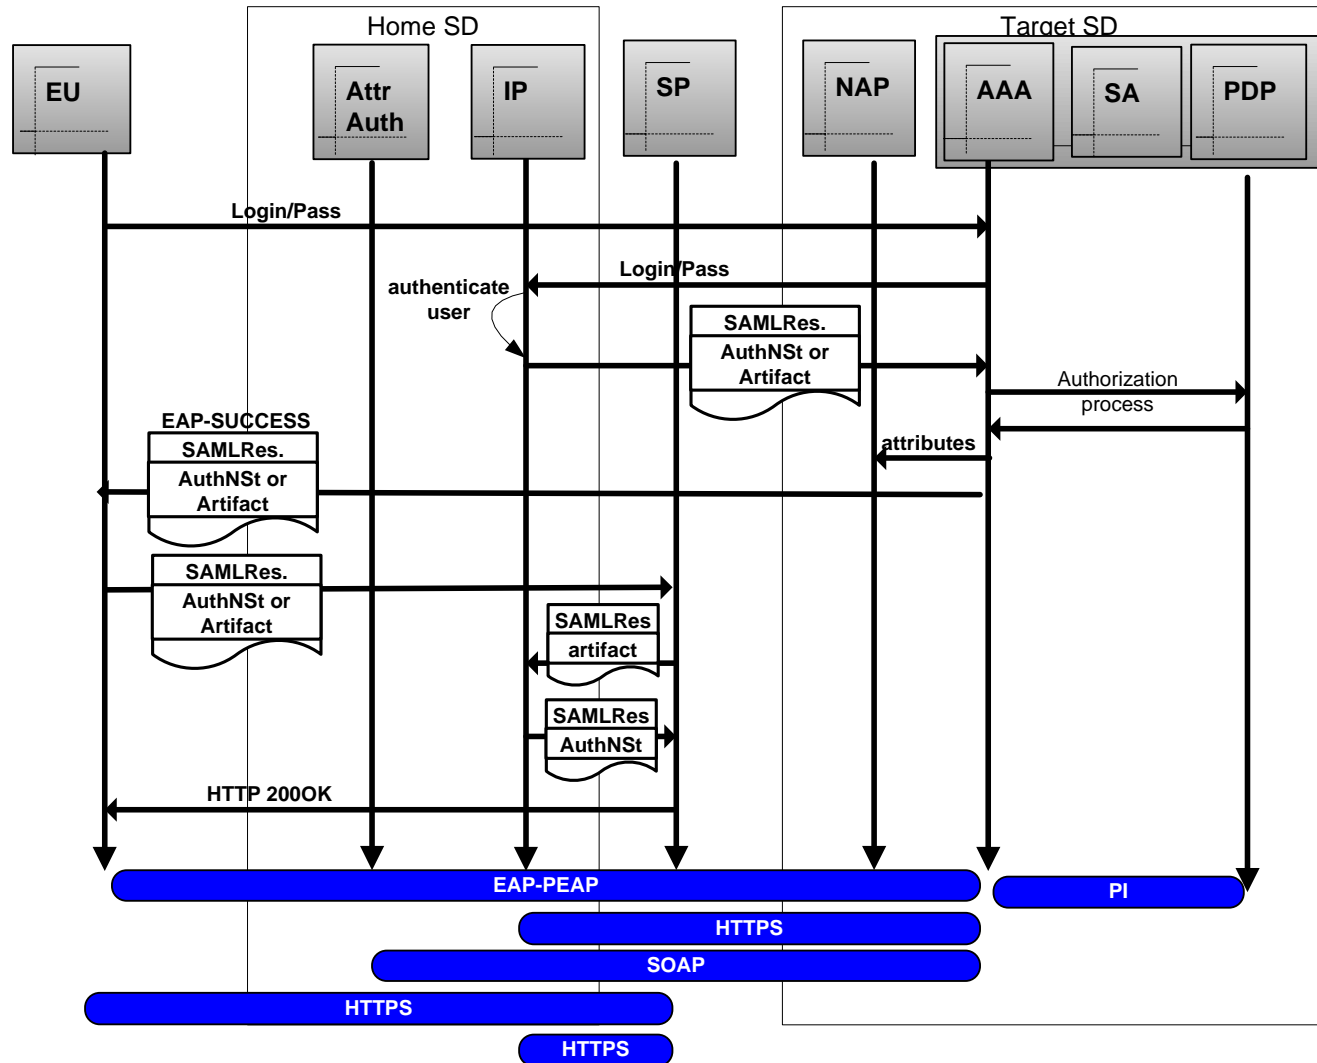 Home SD
Target SD
EU
Attr
Auth
IP
SP
NAP
AAA
SA
PDP
Login/Pass
Login/Pass
authenticate
user
SAMLRes.
AuthNSt or
Artifact
Authorization
process
attributes
EAP-SUCCESS
SAMLRes.
AuthNSt or
Artifact
SAMLRes.
AuthNSt or
Artifact
SAMLRes
artifact
SAMLRes
AuthNSt
HTTP 200OK
EAP-PEAP
PI
HTTPS
SOAP
HTTPS
HTTPS